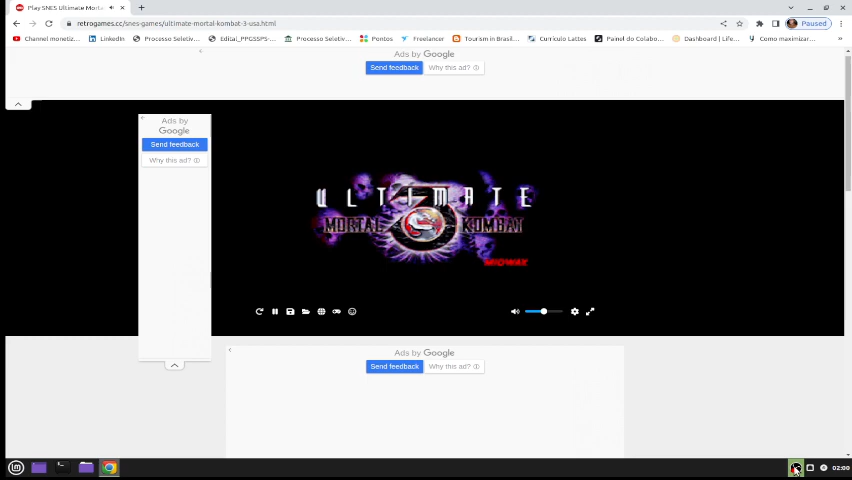 Play SNES Ultimate Morta
retrogames.cc/snes-games/ultimate-mortal-kombat-3-usa.html
Paused
Channel monetiz...
LinkedIn
Processo Seletiv...
Edital_PPGSSPS-...
Processo Seletiv...
Pontos
Freelancer
Tourism in Brasil...
Currículo Lattes
Painel do Colabo...
Dashboard | Life...
Como maximizar...
»
Ads by Google
Send feedback
Why this ad?
Ads by
Google
Send feedback
Why this ad?
ULTIMATE
MORTAL 3 KOMBAT
MIDWAY
Ads by Google
Send feedback
Why this ad?
02:00